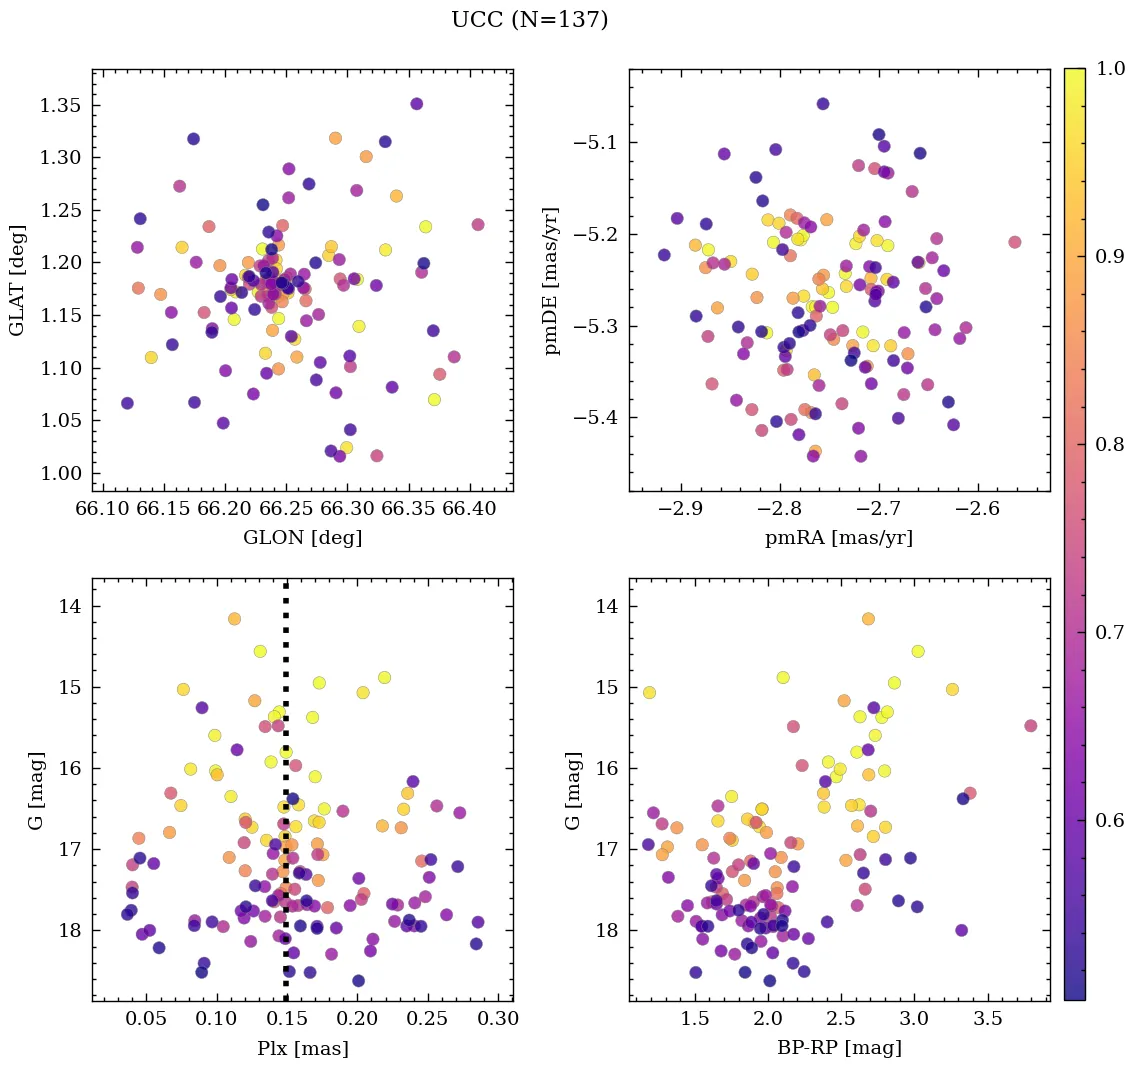 UCC (N=137)
1.35
1.30
1.25
1.20
1.15
1.10
1.05
1.00
GLAT [deg]
66.10 66.15 66.20 66.25 66.30 66.35 66.40
GLON [deg]
−5.1
−5.2
−5.3
−5.4
pmDE [mas/yr]
−2.9 −2.8 −2.7 −2.6
pmRA [mas/yr]
14
15
16
17
18
G [mag]
0.05 0.10 0.15 0.20 0.25 0.30
Plx [mas]
14
15
16
17
18
G [mag]
1.5 2.0 2.5 3.0 3.5
BP-RP [mag]
1.0
0.9
0.8
0.7
0.6